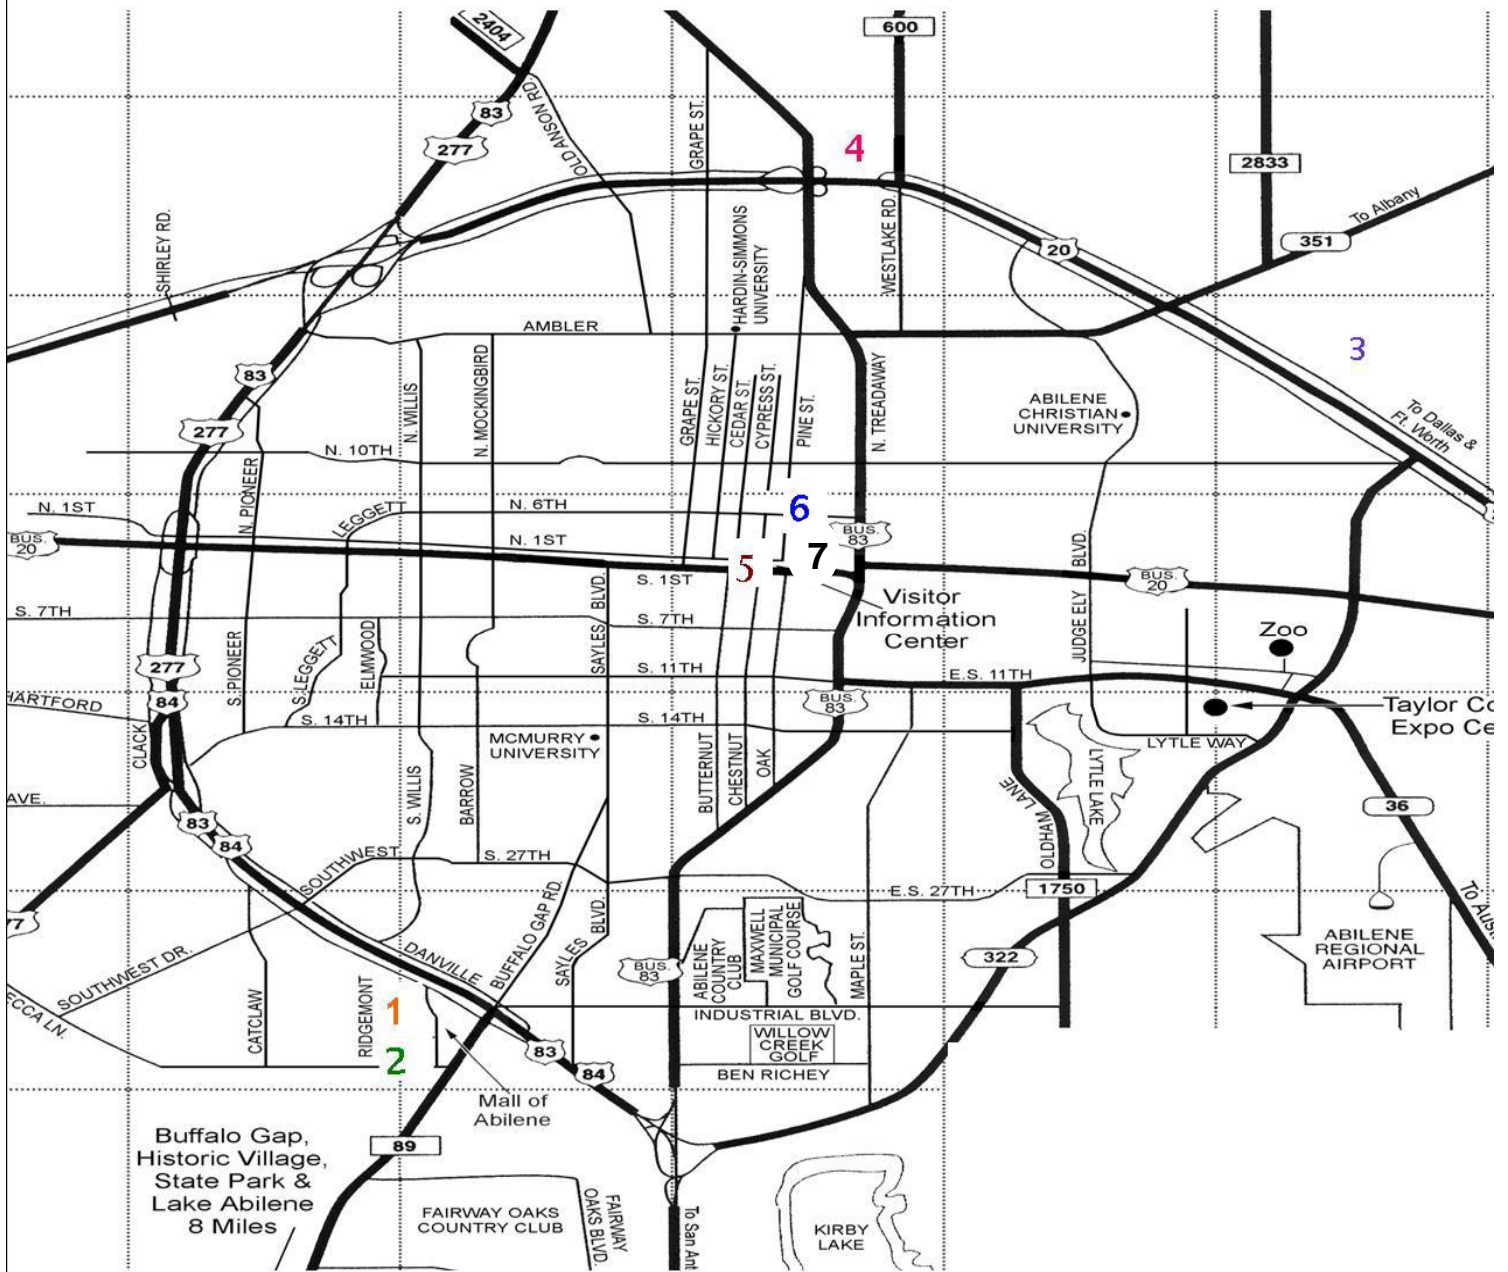 2404
600
83
277
OLD ANSON RD.
GRAPE ST.
4
2833
To Albany
351
20
SHIRLEY RD.
HARDIN-SIMMONS
UNIVERSITY
WESTLAKE RD.
AMBLER
3
83
277
N. WILLIS
N. MOCKINGBIRD
GRAPE ST.
HICKORY ST.
CEDAR ST.
CYPRESS ST.
PINE ST.
N. TREADAWAY
ABILENE
CHRISTIAN
UNIVERSITY
To Dallas &
Ft. Worth
N. 10TH
N. PIONEER
N. 1ST
LEGGETT
N. 6TH
6
BUS.
83
BUS.
20
N. 1ST
5
7
S. 1ST
JUDGE ELY BLVD.
BUS.
20
Visitor
Information
Center
S. 7TH
S. 7TH
SAYLES BLVD.
Zoo
277
84
S. PIONEER
S. LEGGETT
ELMWOOD
S. 11TH
E.S. 11TH
HARTFORD
S. 14TH
S. 14TH
BUS.
83
Taylor Co
Expo Ce
CLACK
MCMURRY
UNIVERSITY
BUTTERNUT
CHESTNUT
OAK
LYTLE WAY
LYTLE LAKE
AVE.
S. WILLIS
BARROW
OLDHAM LANE
36
83
84
SOUTHWEST
S. 27TH
E.S. 27TH
1750
77
To Aust
SOUTHWEST DR.
DANVILLE
BUFFALO GAP RD.
SAYLES BLVD.
BUS.
83
ABILENE
COUNTRY
CLUB
MAXWELL
MUNICIPAL
GOLF COURSE
MAPLE ST.
322
ABILENE
REGIONAL
AIRPORT
ECCA LN.
CATCLAW
RIDGEMONT
1
2
INDUSTRIAL BLVD.
WILLOW
CREEK
GOLF
BEN RICHEY
83
84
Mall of
Abilene
89
Buffalo Gap,
Historic Village,
State Park &
Lake Abilene
8 Miles
FAIRWAY OAKS
COUNTRY CLUB
FAIRWAY
OAKS BLVD.
To San Ant
KIRBY
LAKE